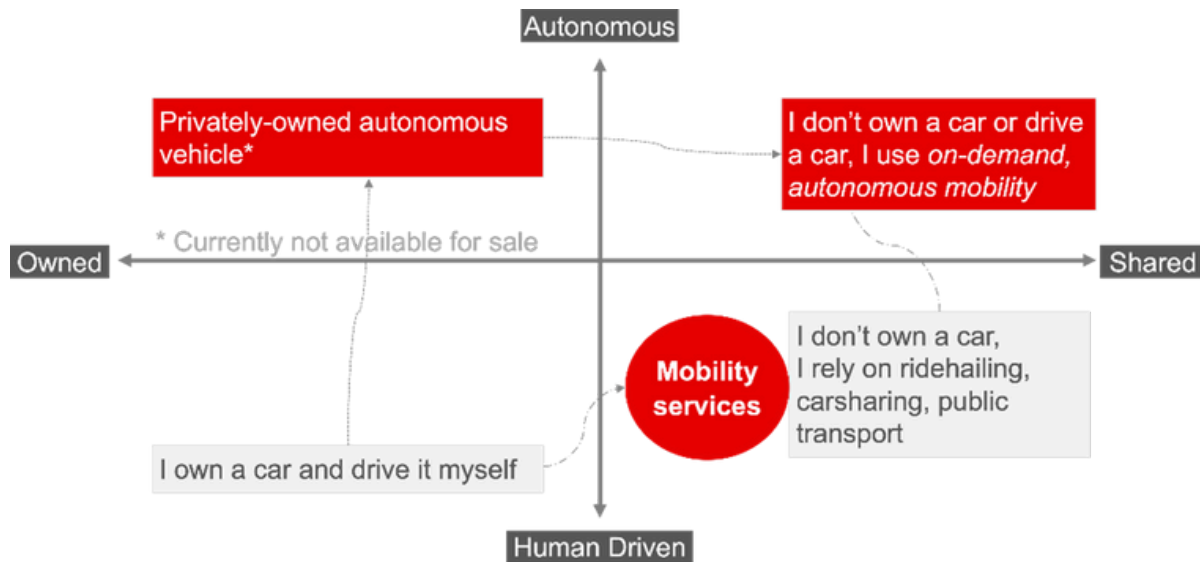 Autonomous
Privately-owned autonomous
vehicle*
I don't own a car or drive
a car, I use on-demand,
autonomous mobility
* Currently not available for sale
Owned
Shared
I don't own a car,
I rely on ridehailing,
carsharing, public
transport
Mobility
services
I own a car and drive it myself
Human Driven